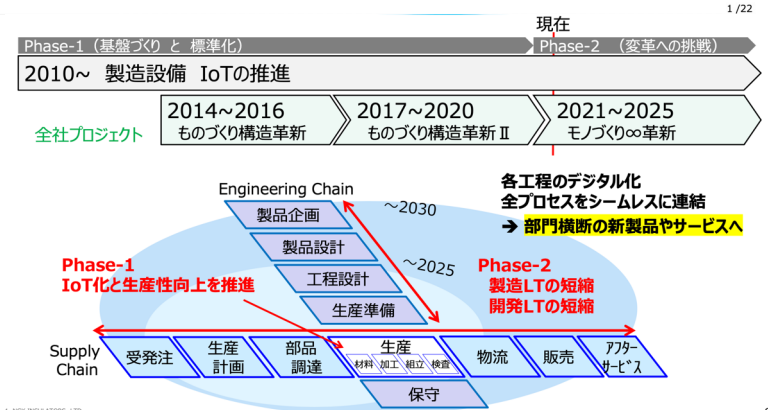 1 /22
現在
Phase-1（基盤づくり と 標準化）
Phase-2 （変革への挑戦）
2010~ 製造設備 IoTの推進
全社プロジェクト
2014~2016
ものづくり構造革新
2017~2020
ものづくり構造革新Ⅱ
2021~2025
モノづくり∞革新
各工程のデジタル化
全プロセスをシームレスに連結
➔ 部門横断の新製品やサービスへ
Engineering Chain
製品企画
製品設計
工程設計
生産準備
～2030
～2025
Phase-1
IoT化と生産性向上を推進
Phase-2
製造LTの短縮
開発LTの短縮
Supply
Chain
受発注
生産
計画
部品
調達
生産
材料 加工 組立 検査
物流
販売
ｱﾌﾀｰ
ｻｰﾋﾞｽ
保守